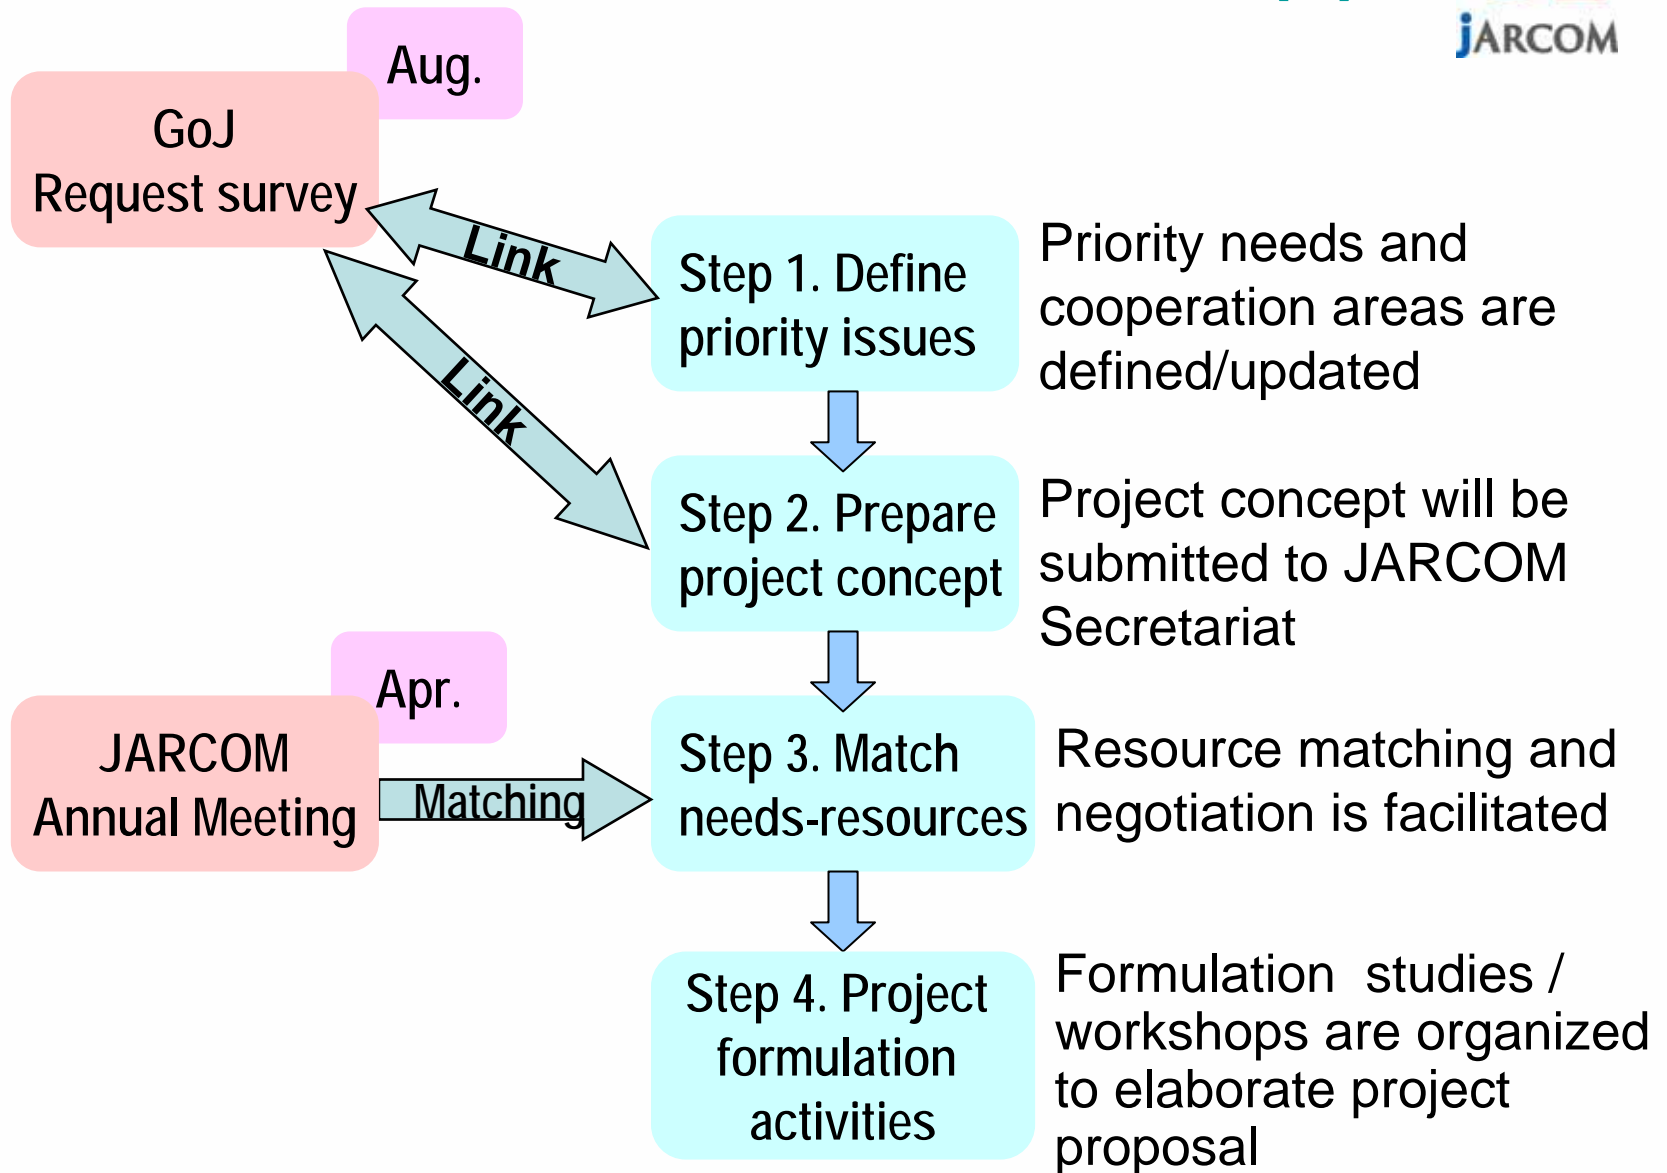 jARCOM
Aug.
GoJ
Request survey
Link
Link
Step 1. Define
priority issues
Priority needs and
cooperation areas are
defined/updated
Step 2. Prepare
project concept
Project concept will be
submitted to JARCOM
Secretariat
Apr.
JARCOM
Annual Meeting
Matching
Step 3. Match
needs-resources
Resource matching and
negotiation is facilitated
Step 4. Project
formulation
activities
Formulation studies /
workshops are organized
to elaborate project
proposal